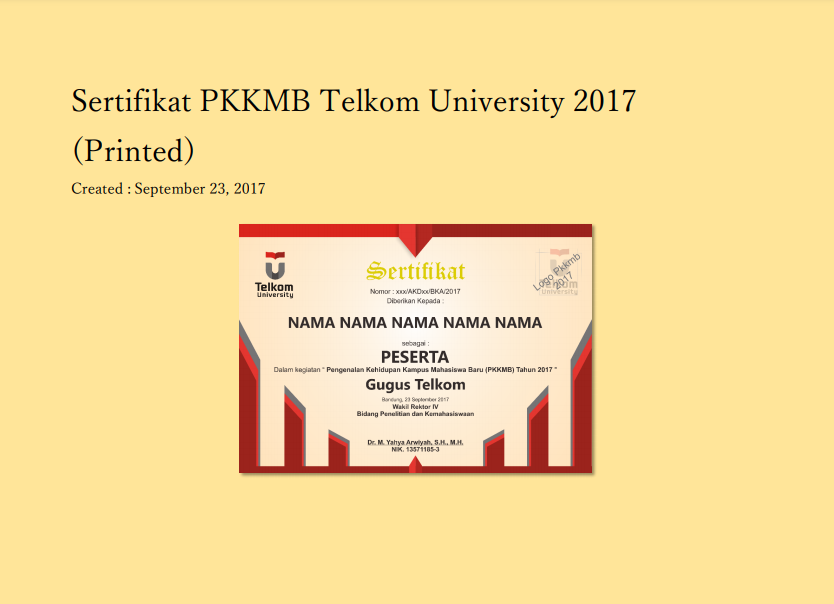 Sertifikat PKKMB Telkom University 2017
(Printed)
Created : September 23, 2017
Telkom
University
Sertifikat
Logo Pkkmb
2017
Telkom
University
Nomor : xxx/AKDxx/BKA/2017
Diberikan Kepada :
NAMA NAMA NAMA NAMA NAMA
sebagai :
PESERTA
Dalam kegiatan " Pengenalan Kehidupan Kampus Mahasiswa Baru (PKKMB) Tahun 2017 "
Gugus Telkom
Bandung, 23 September 2017
Wakil Rektor IV
Bidang Penelitian dan Kemahasiswaan
Dr. M. Yahya Arwiyah, S.H., M.H.
NIK. 13571185-3